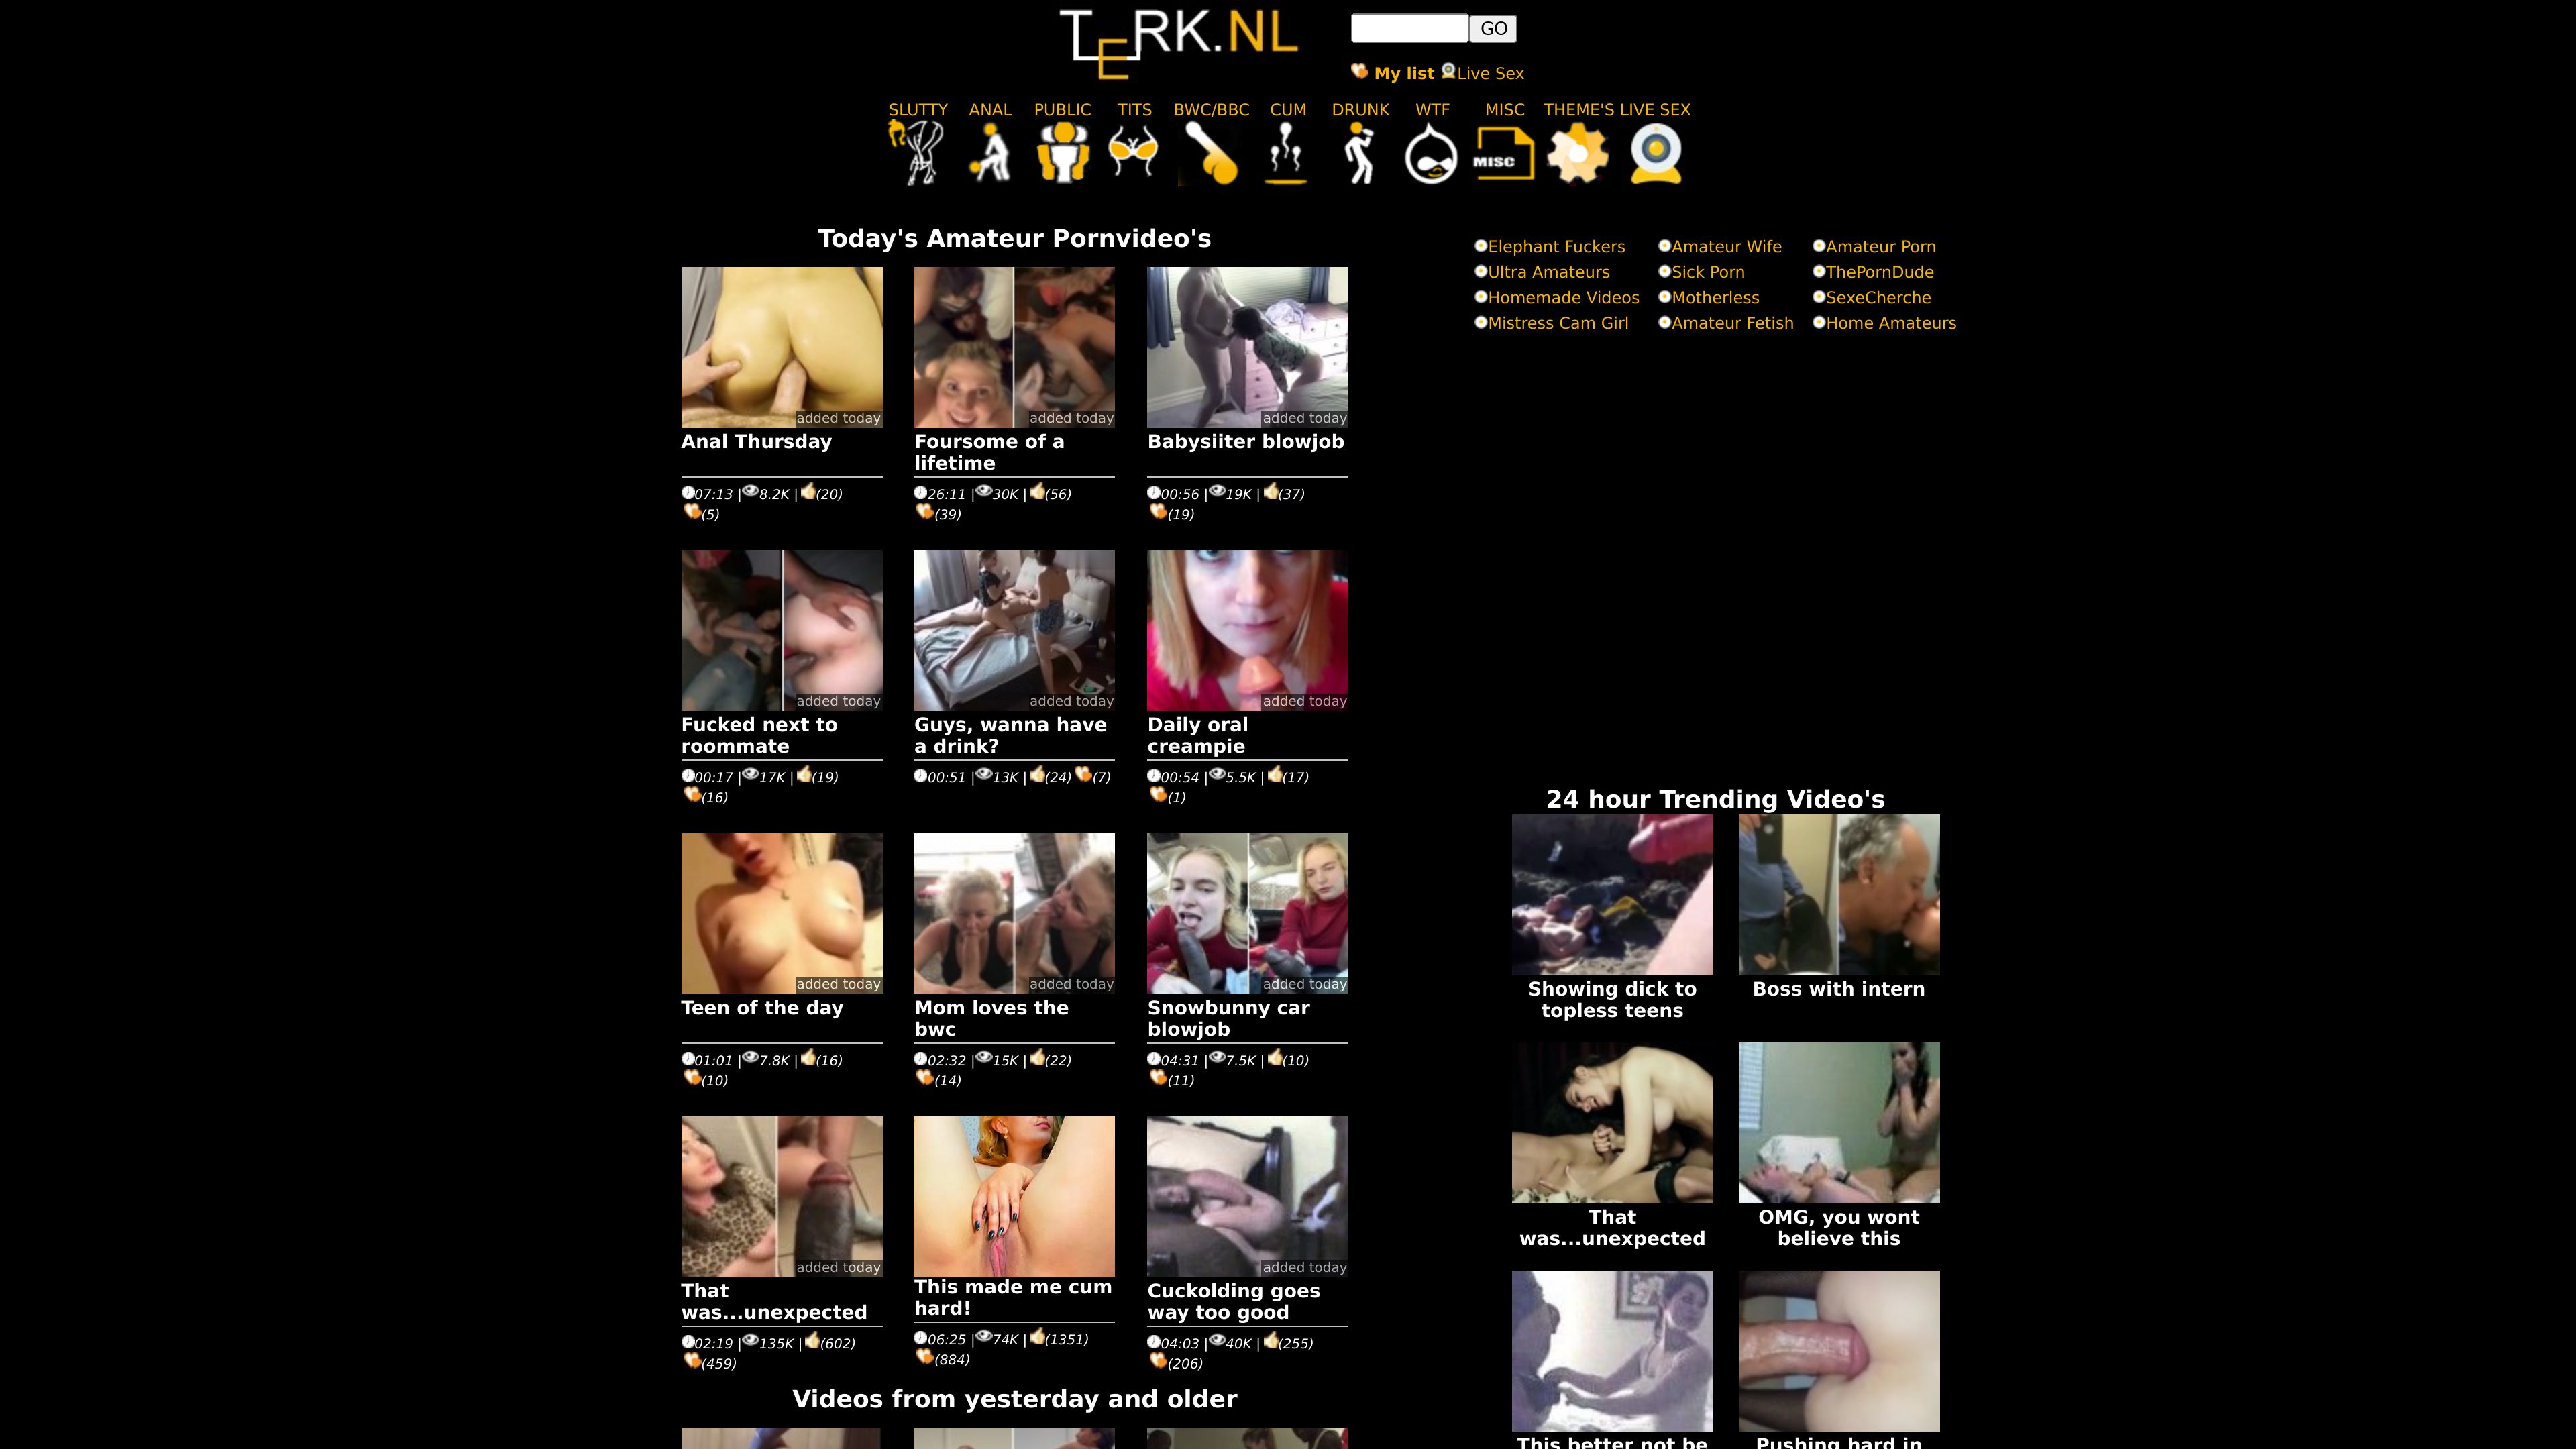 TERK.NL
GO
My list Live Sex
SLUTTY ANAL PUBLIC TITS BWC/BBC CUM DRUNK WTF MISC THEME'S LIVE SEX
MISC
Today's Amateur Pornvideo's
added today
added today
added today
Anal Thursday
Foursome of a
lifetime
Babysiiter blowjob
07:13 | 8.2K | (20)
(5)
26:11 | 30K | (56)
(39)
00:56 | 19K | (37)
(19)
added today
added today
added today
Fucked next to
roommate
Guys, wanna have
a drink?
Daily oral
creampie
00:17 | 17K | (19)
(16)
00:51 | 13K | (24) (7)
00:54 | 5.5K | (17)
(1)
added today
added today
added today
Teen of the day
Mom loves the
bwc
Snowbunny car
blowjob
01:01 | 7.8K | (16)
(10)
02:32 | 15K | (22)
(14)
04:31 | 7.5K | (10)
(11)
added today
added today
That
was...unexpected
This made me cum
hard!
Cuckolding goes
way too good
02:19 | 135K | (602)
(459)
06:25 | 74K | (1351)
(884)
04:03 | 40K | (255)
(206)
Videos from yesterday and older
Elephant Fuckers Amateur Wife Amateur Porn
Ultra Amateurs Sick Porn ThePornDude
Homemade Videos Motherless SexeCherche
Mistress Cam Girl Amateur Fetish Home Amateurs
24 hour Trending Video's
Showing dick to
topless teens
Boss with intern
That
was...unexpected
OMG, you wont
believe this
This better not be
Pushing hard in